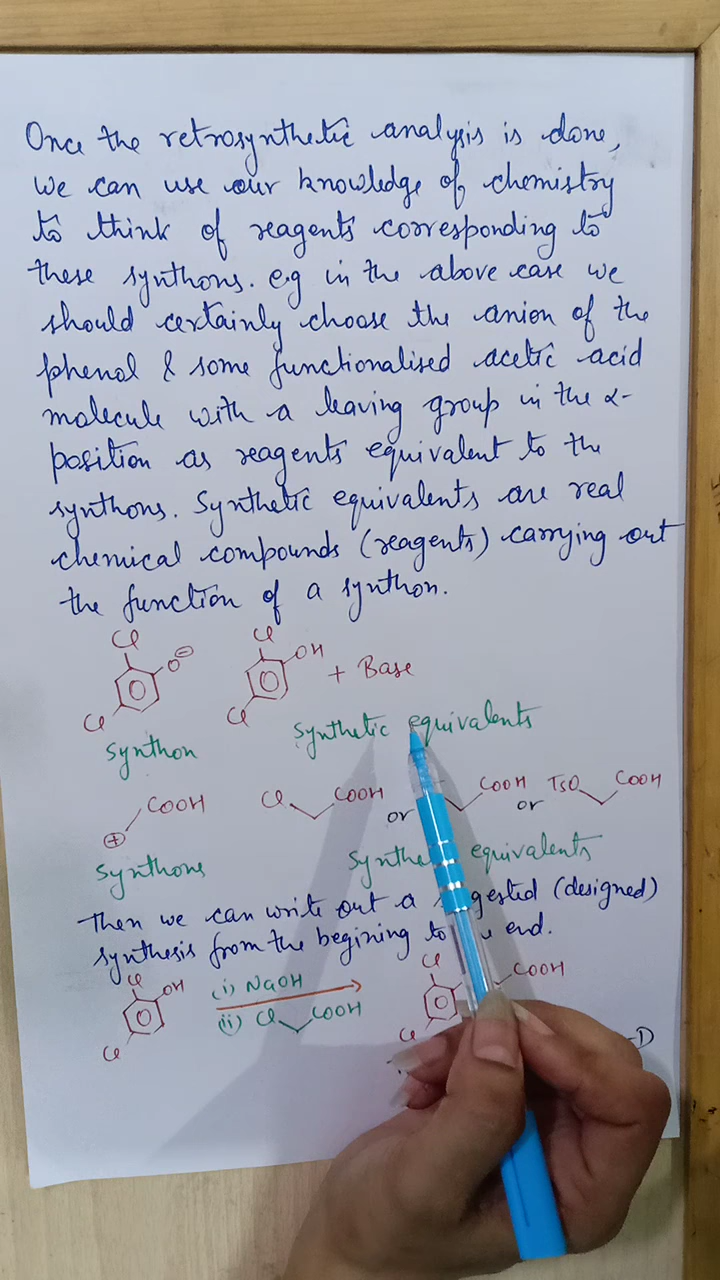 Once the retrosynthetic analysis is done,
we can use our knowledge of chemistry
to think of reagents corresponding to
these synthons. e.g in the above case we
should certainly choose the anion of the
phenol & some functionalised acetic acid
molecule with a leaving group in the α-
position as reagents equivalent to the
synthons. Synthetic equivalents are real
chemical compounds (reagents) carrying out
the function of a synthon.
Cl O⊖ Cl OH + Base
Cl Cl
Synthon Synthetic equivalents
⊕ COOH Cl COOH or COOH or TsO COOH
Synthons equivalents
Then we can write out a (designed)
synthesis from the begining to end.
Cl OH (i) NaOH Cl COOH
Cl (ii) Cl COOH Cl
-D